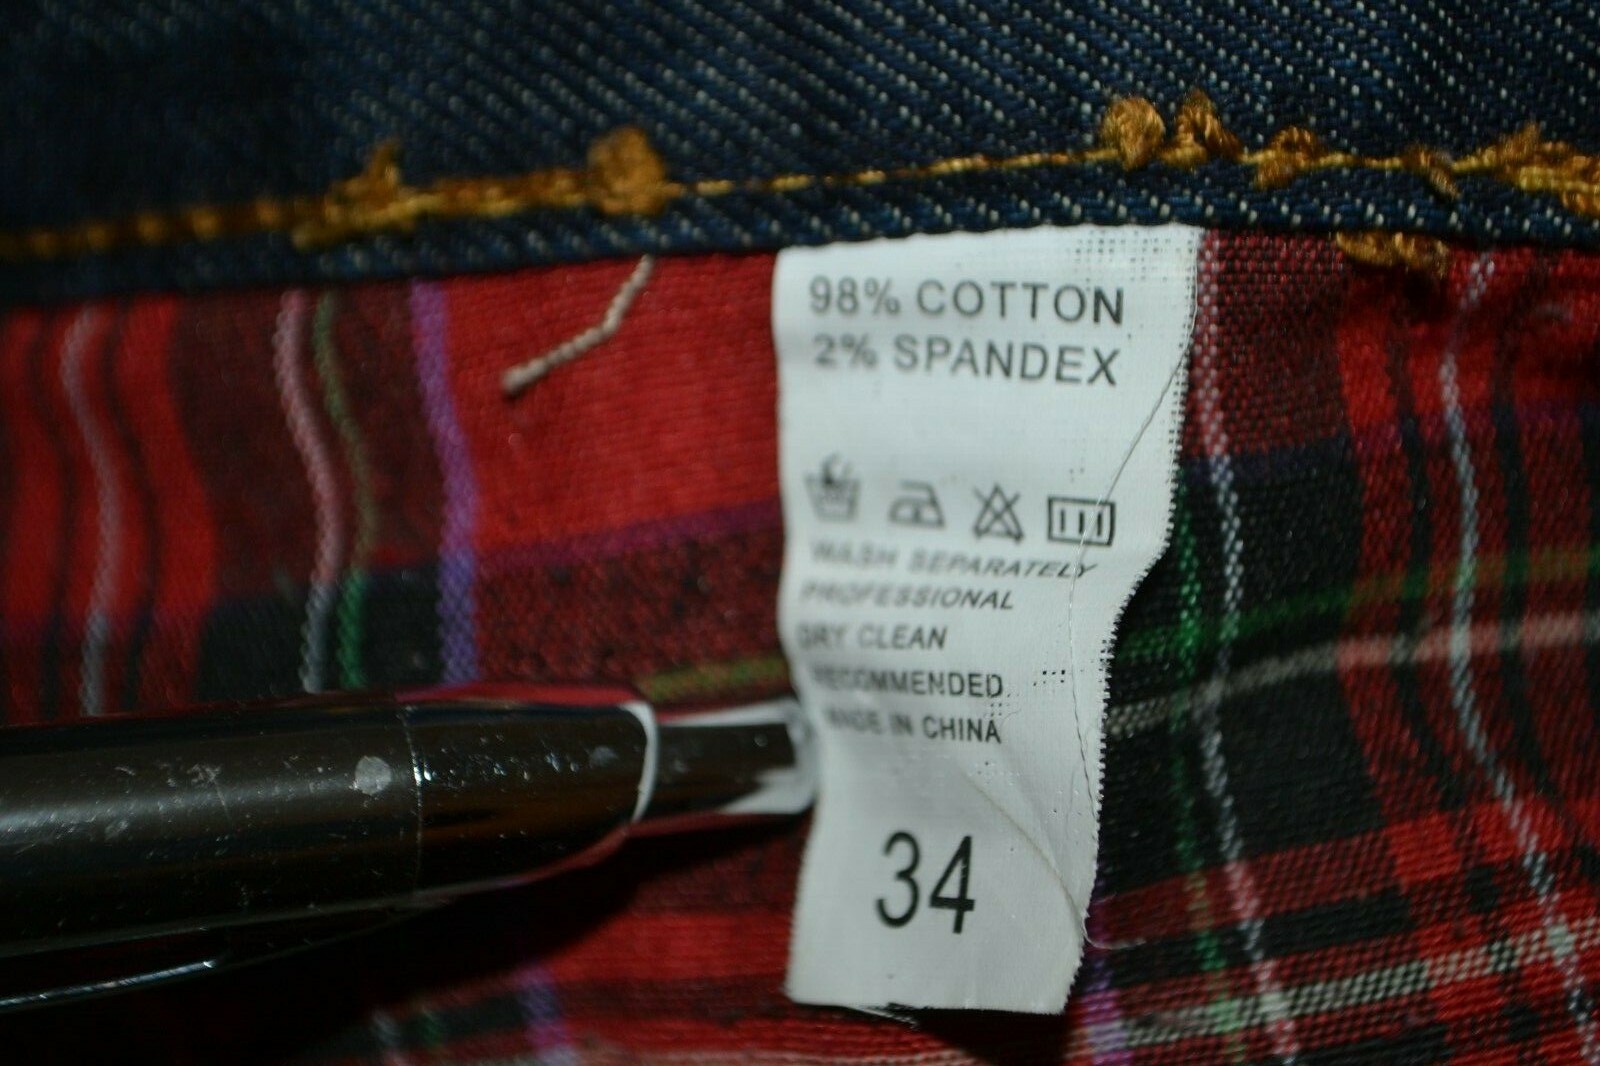 98% COTTON
2% SPANDEX
WASH SEPARATELY
PROFESSIONAL
DRY CLEAN
RECOMMENDED
MADE IN CHINA
34